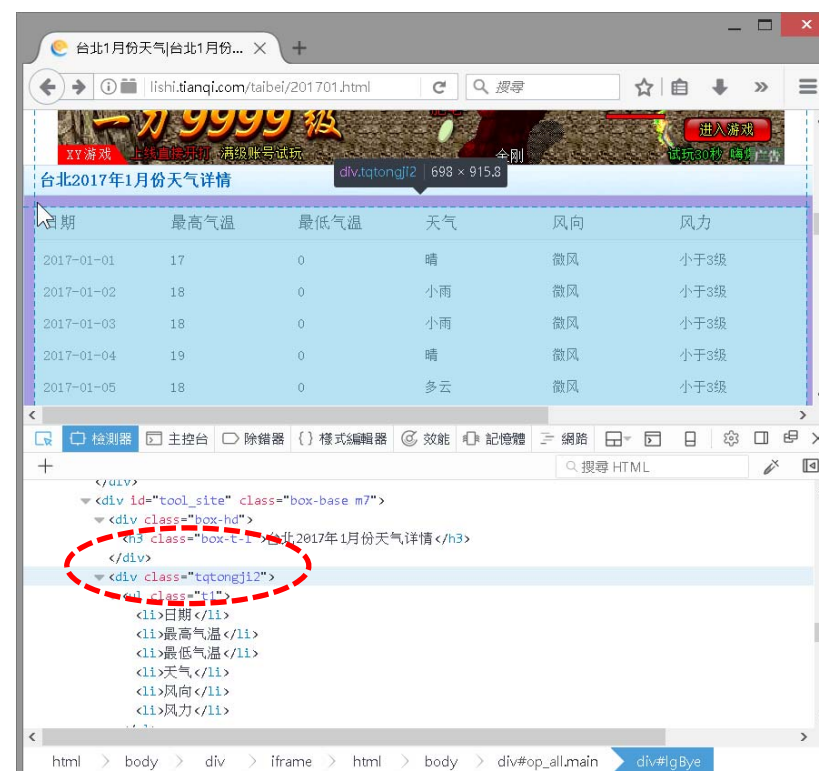 台北1月份天气|台北1月份...
lishi.tianqi.com/taibei/201701.html
搜尋
一 刀 9999 级
XY游戏 上线直接开打 满级账号试玩
全刚
进入游戏
试玩30秒
广告
台北2017年1月份天气详情
div.tqtongji2 698 × 915.8
日期 最高气温 最低气温 天气 风向 风力
2017-01-01 17 0 晴 微风 小于3级
2017-01-02 18 0 小雨 微风 小于3级
2017-01-03 18 0 小雨 微风 小于3级
2017-01-04 19 0 晴 微风 小于3级
2017-01-05 18 0 多云 微风 小于3级
檢測器 主控台 除錯器 {} 樣式編輯器 效能 記憶體 網路
搜尋 HTML
</div>
<div id="tool_site" class="box-base m7">
<div class="box-hd">
<h3 class="box-t-l">台北2017年1月份天气详情</h3>
</div>
<div class="tqtongji2">
<ul class="t1">
<li>日期</li>
<li>最高气温</li>
<li>最低气温</li>
<li>天气</li>
<li>风向</li>
<li>风力</li>
html > body > div > iframe > html > body > div#op_all.main > div#lgBye